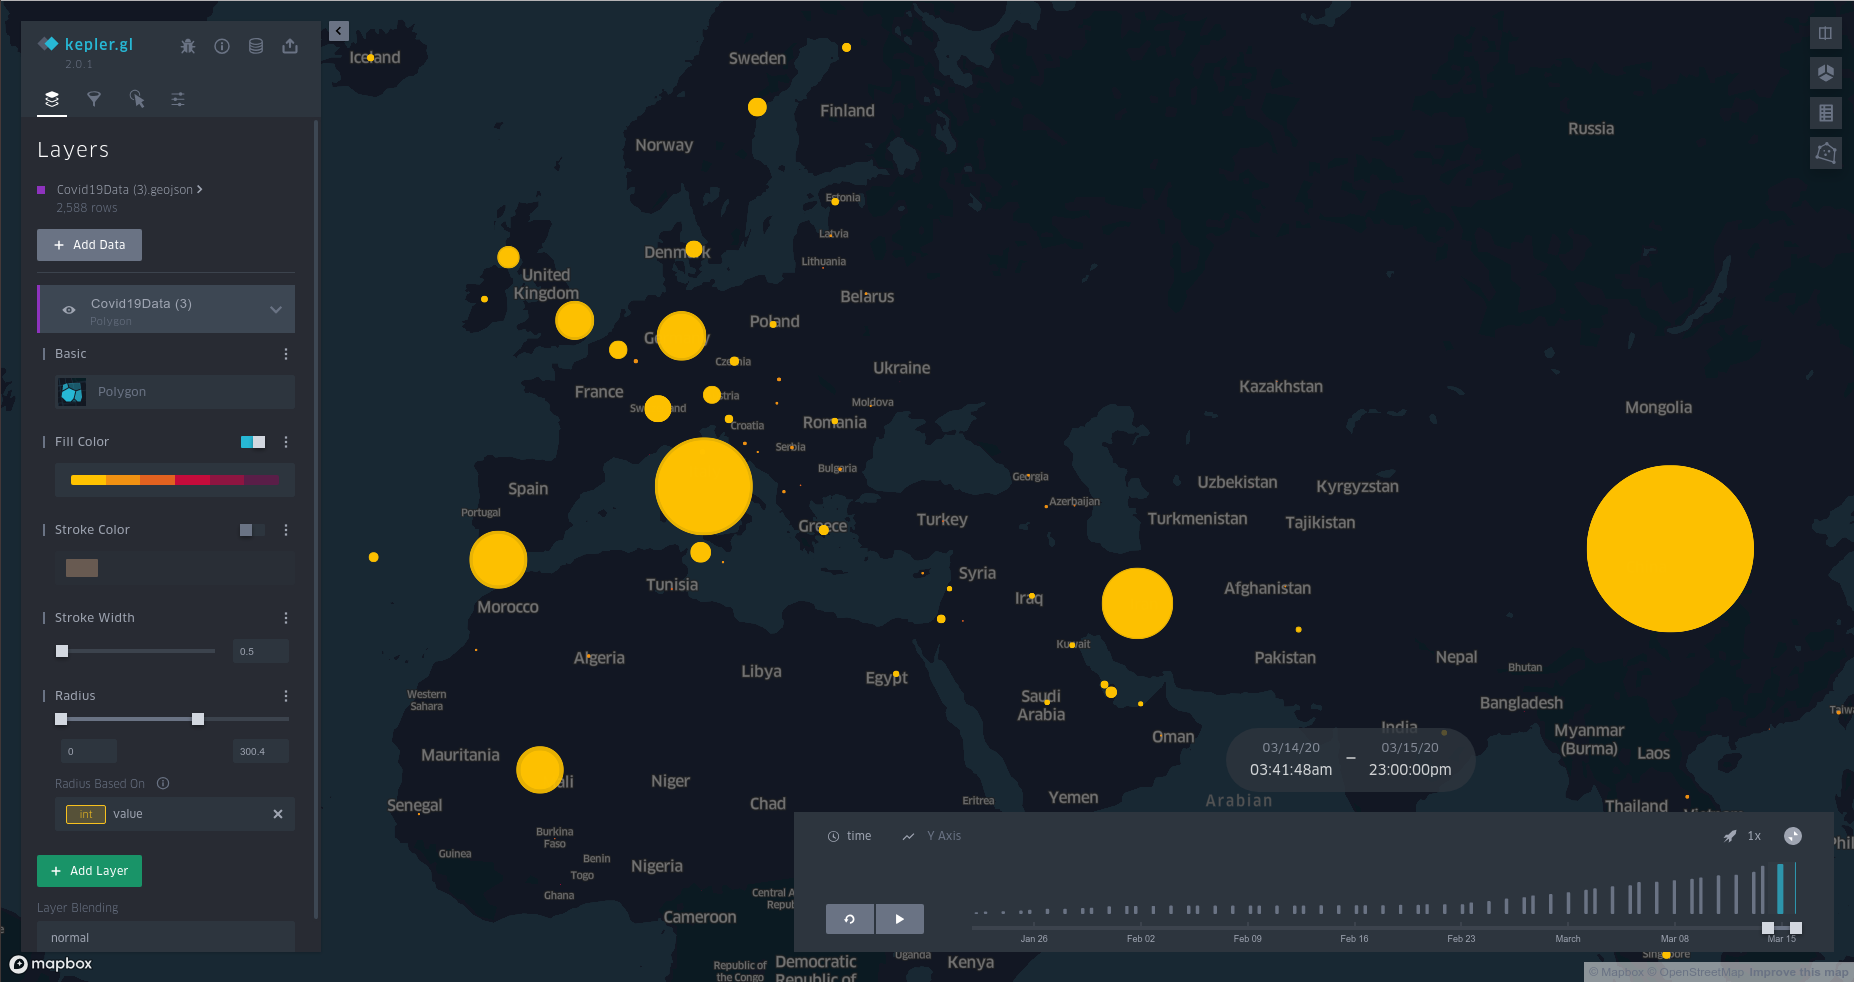 kepler.gl
2.0.1
Layers
Covid19Data (3).geojson
2,588 rows
+ Add Data
Covid19Data (3)
Polygon
Basic
Polygon
Fill Color
Stroke Color
Stroke Width
0.5
Radius
0
300.4
Radius Based On
int value
+ Add Layer
Layer Blending
normal
mapbox
Iceland
Sweden
Finland
Norway
Russia
Estonia
Latvia
Lithuania
Denmark
United
Kingdom
Belarus
Poland
Czechia
Ukraine
France
Kazakhstan
Moldova
Mongolia
Croatia
Romania
Serbia
Bulgaria
Georgia
Spain
Uzbekistan
Kyrgyzstan
Azerbaijan
Portugal
Turkey
Turkmenistan
Tajikistan
Greece
Syria
Tunisia
Afghanistan
Iraq
Morocco
Kuwait
Algeria
Pakistan
Nepal
Bhutan
Libya
Egypt
Western
Sahara
Saudi
Arabia
Bangladesh
Taiw
India
Oman
Myanmar
(Burma)
Laos
Mauritania
ali
Niger
03/14/20
03:41:48am
–
03/15/20
23:00:00pm
Senegal
Chad
Eritrea
Yemen
Arabian
Thailand
Vietnam
Burkina
Faso
Guinea
Benin
Togo
Nigeria
Ghana
Central A
Repub
Cameroon
Phil
time
Y Axis
1x
Jan 26
Feb 02
Feb 09
Feb 16
Feb 23
March
Mar 08
Mar 15
Republic of
the Congo
Democratic
Republic of
Uganda
Kenya
Singapore
© Mapbox © OpenStreetMap Improve this map